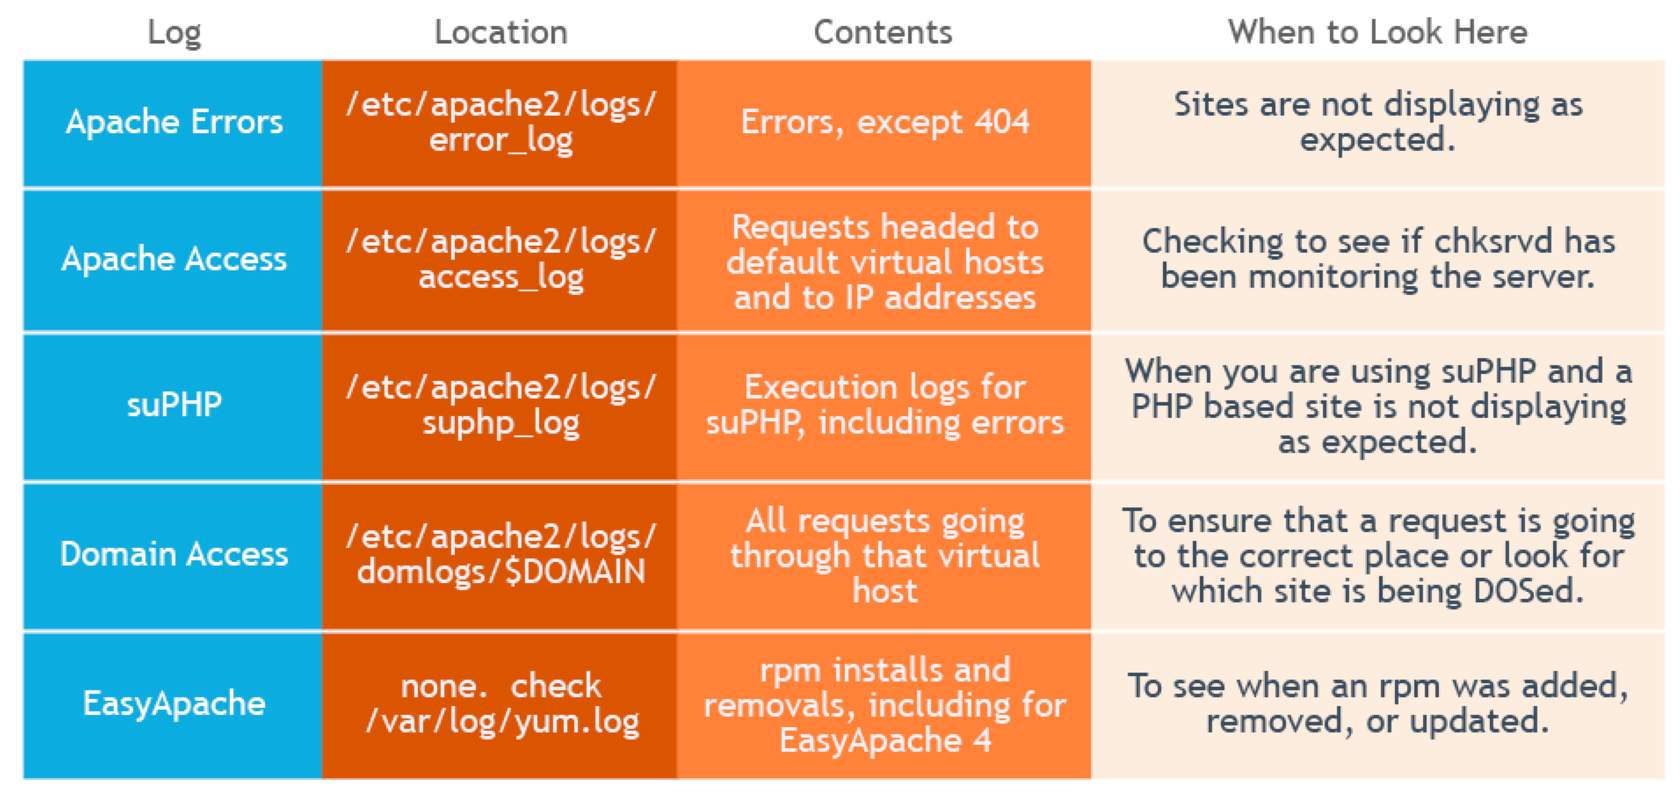 Log
Location
Contents
When to Look Here
Apache Errors
/etc/apache2/logs/
error_log
Errors, except 404
Sites are not displaying as
expected.
Apache Access
/etc/apache2/logs/
access_log
Requests headed to
default virtual hosts
and to IP addresses
Checking to see if chksrvd has
been monitoring the server.
suPHP
/etc/apache2/logs/
suphp_log
Execution logs for
suPHP, including errors
When you are using suPHP and a
PHP based site is not displaying
as expected.
Domain Access
/etc/apache2/logs/
domlogs/$DOMAIN
All requests going
through that virtual
host
To ensure that a request is going
to the correct place or look for
which site is being DOSed.
EasyApache
none.  check
/var/log/yum.log
rpm installs and
removals, including for
EasyApache 4
To see when an rpm was added,
removed, or updated.